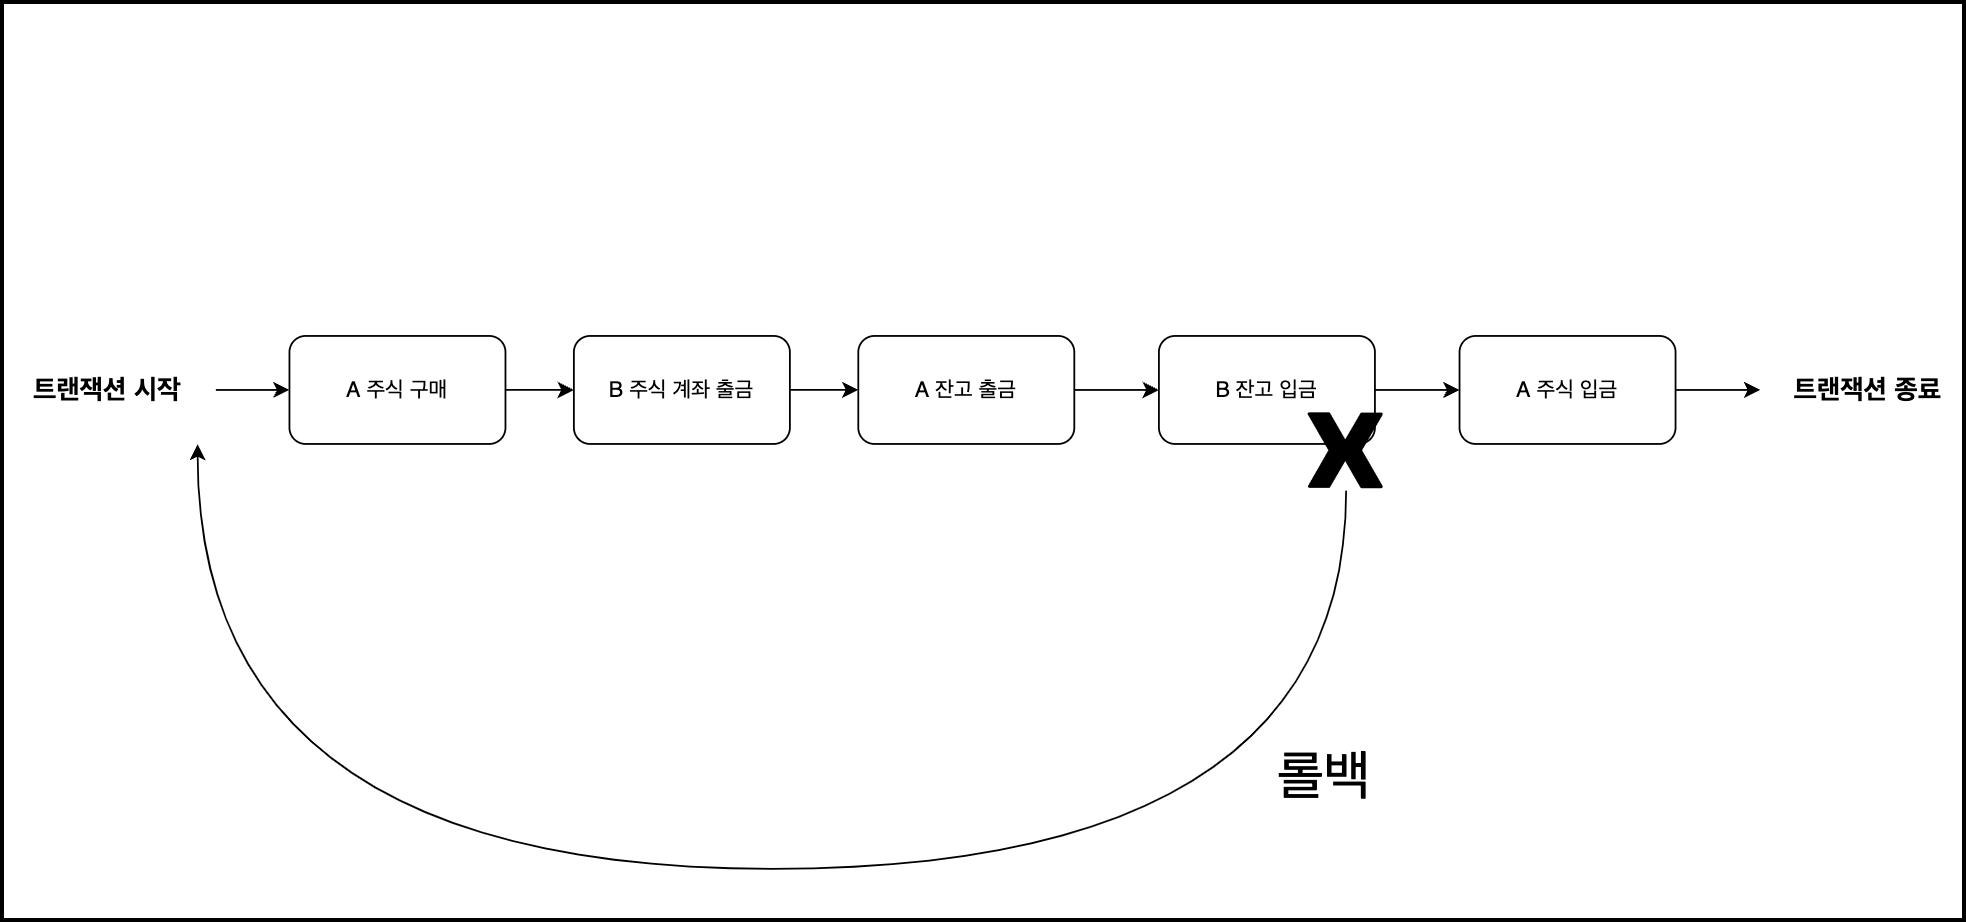 트랜잭션 시작
A 주식 구매
B 주식 계좌 출금
A 잔고 출금
B 잔고 입금
A 주식 입금
트랜잭션 종료
X
롤백